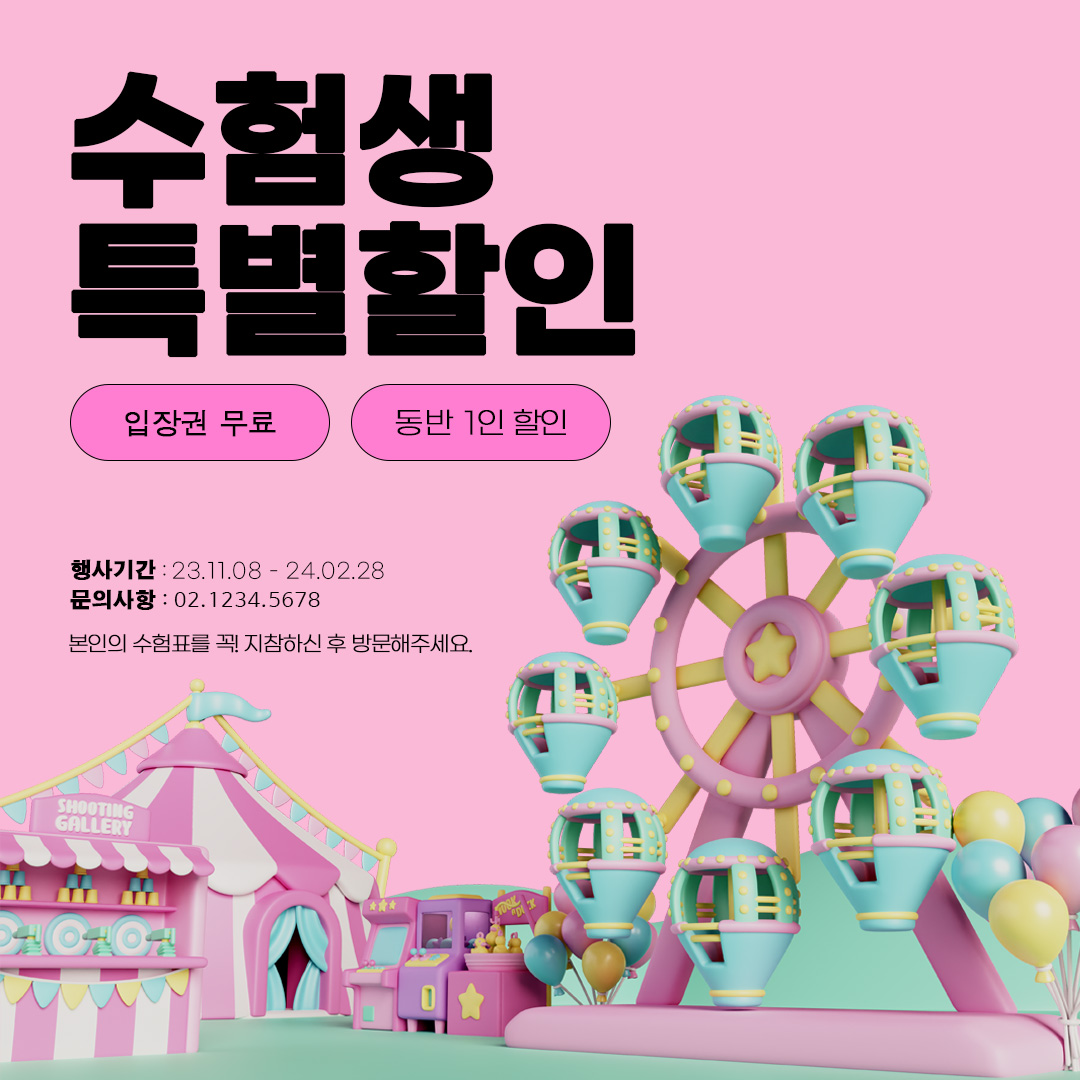 수험생
특별할인
입장권 무료
동반 1인 할인
행사기간 : 23.11.08 - 24.02.28
문의사항 : 02.1234.5678
본인의 수험표를 꼭! 지참하신 후 방문해주세요.
SHOOTING
GALLERY